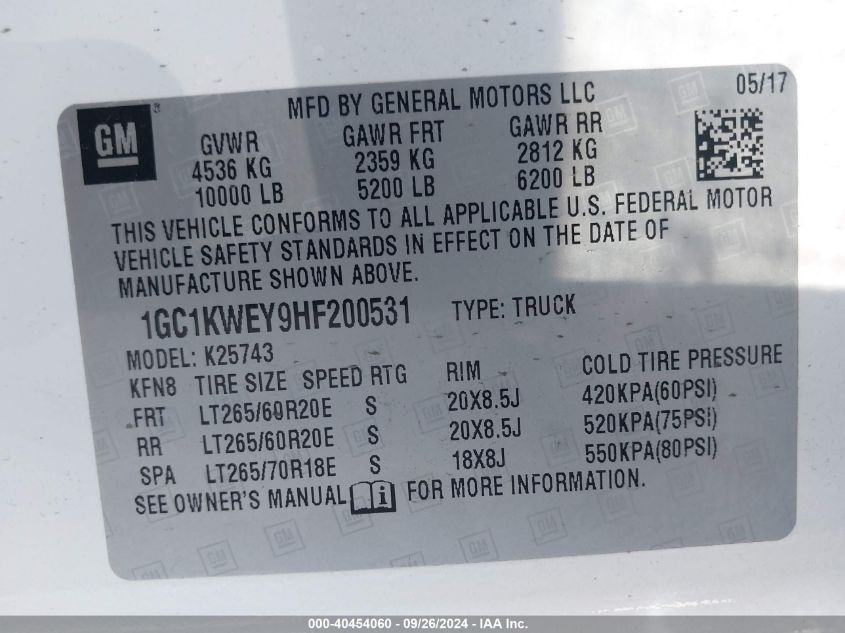 GM
®
MFD BY GENERAL MOTORS LLC
05/17
GVWR GAWR FRT GAWR RR
4536 KG 2359 KG 2812 KG
10000 LB 5200 LB 6200 LB
THIS VEHICLE CONFORMS TO ALL APPLICABLE U.S. FEDERAL MOTOR
VEHICLE SAFETY STANDARDS IN EFFECT ON THE DATE OF
MANUFACTURE SHOWN ABOVE.
1GC1KWEY9HF200531 TYPE: TRUCK
MODEL: K25743
KFN8 TIRE SIZE SPEED RTG RIM COLD TIRE PRESSURE
FRT LT265/60R20E S 20X8.5J 420KPA(60PSI)
RR LT265/60R20E S 20X8.5J 520KPA(75PSI)
SPA LT265/70R18E S 18X8J 550KPA(80PSI)
SEE OWNER'S MANUAL i FOR MORE INFORMATION.
000-40454060 - 09/26/2024 - IAA Inc.